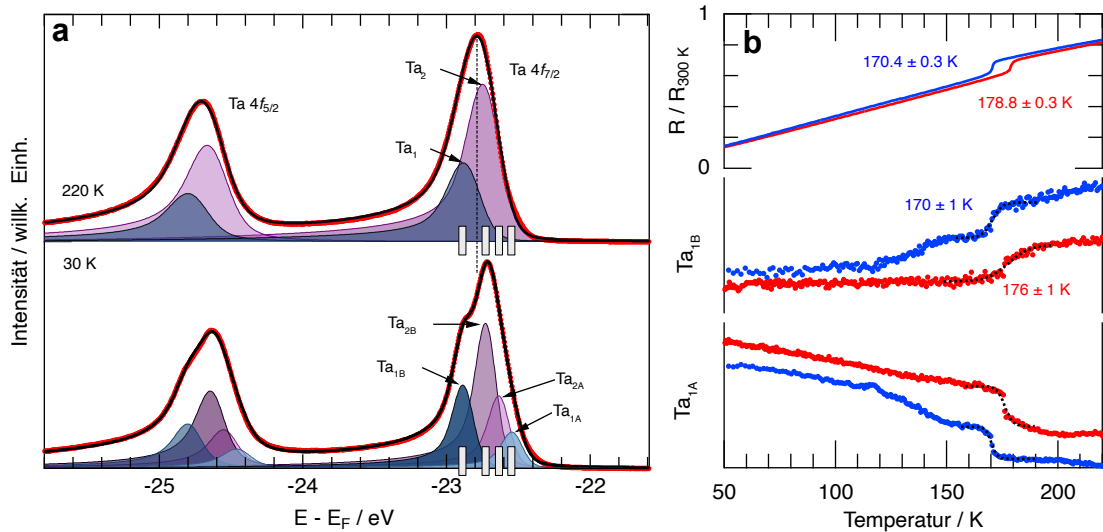 a
Intensität / willk. Einh.
Ta 4f5/2
Ta2
Ta 4f7/2
Ta1
220 K
30 K
Ta2B
Ta1B
Ta2A
Ta1A
-25
-24
-23
-22
E - EF / eV
b
R / R300 K
1
0
170.4 ± 0.3 K
178.8 ± 0.3 K
Ta1B
170 ± 1 K
176 ± 1 K
Ta1A
50
100
150
200
Temperatur / K